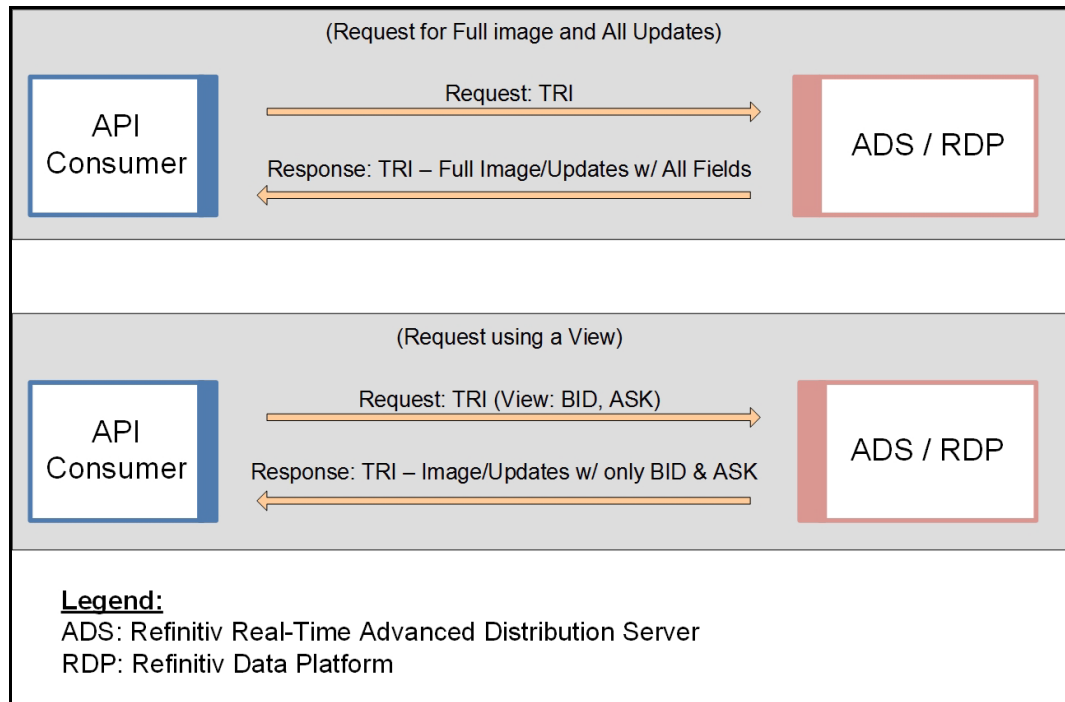 (Request for Full image and All Updates)
API
Consumer
Request: TRI
Response: TRI – Full Image/Updates w/ All Fields
ADS / RDP
(Request using a View)
API
Consumer
Request: TRI (View: BID, ASK)
Response: TRI – Image/Updates w/ only BID & ASK
ADS / RDP
Legend:
ADS: Refinitiv Real-Time Advanced Distribution Server
RDP: Refinitiv Data Platform